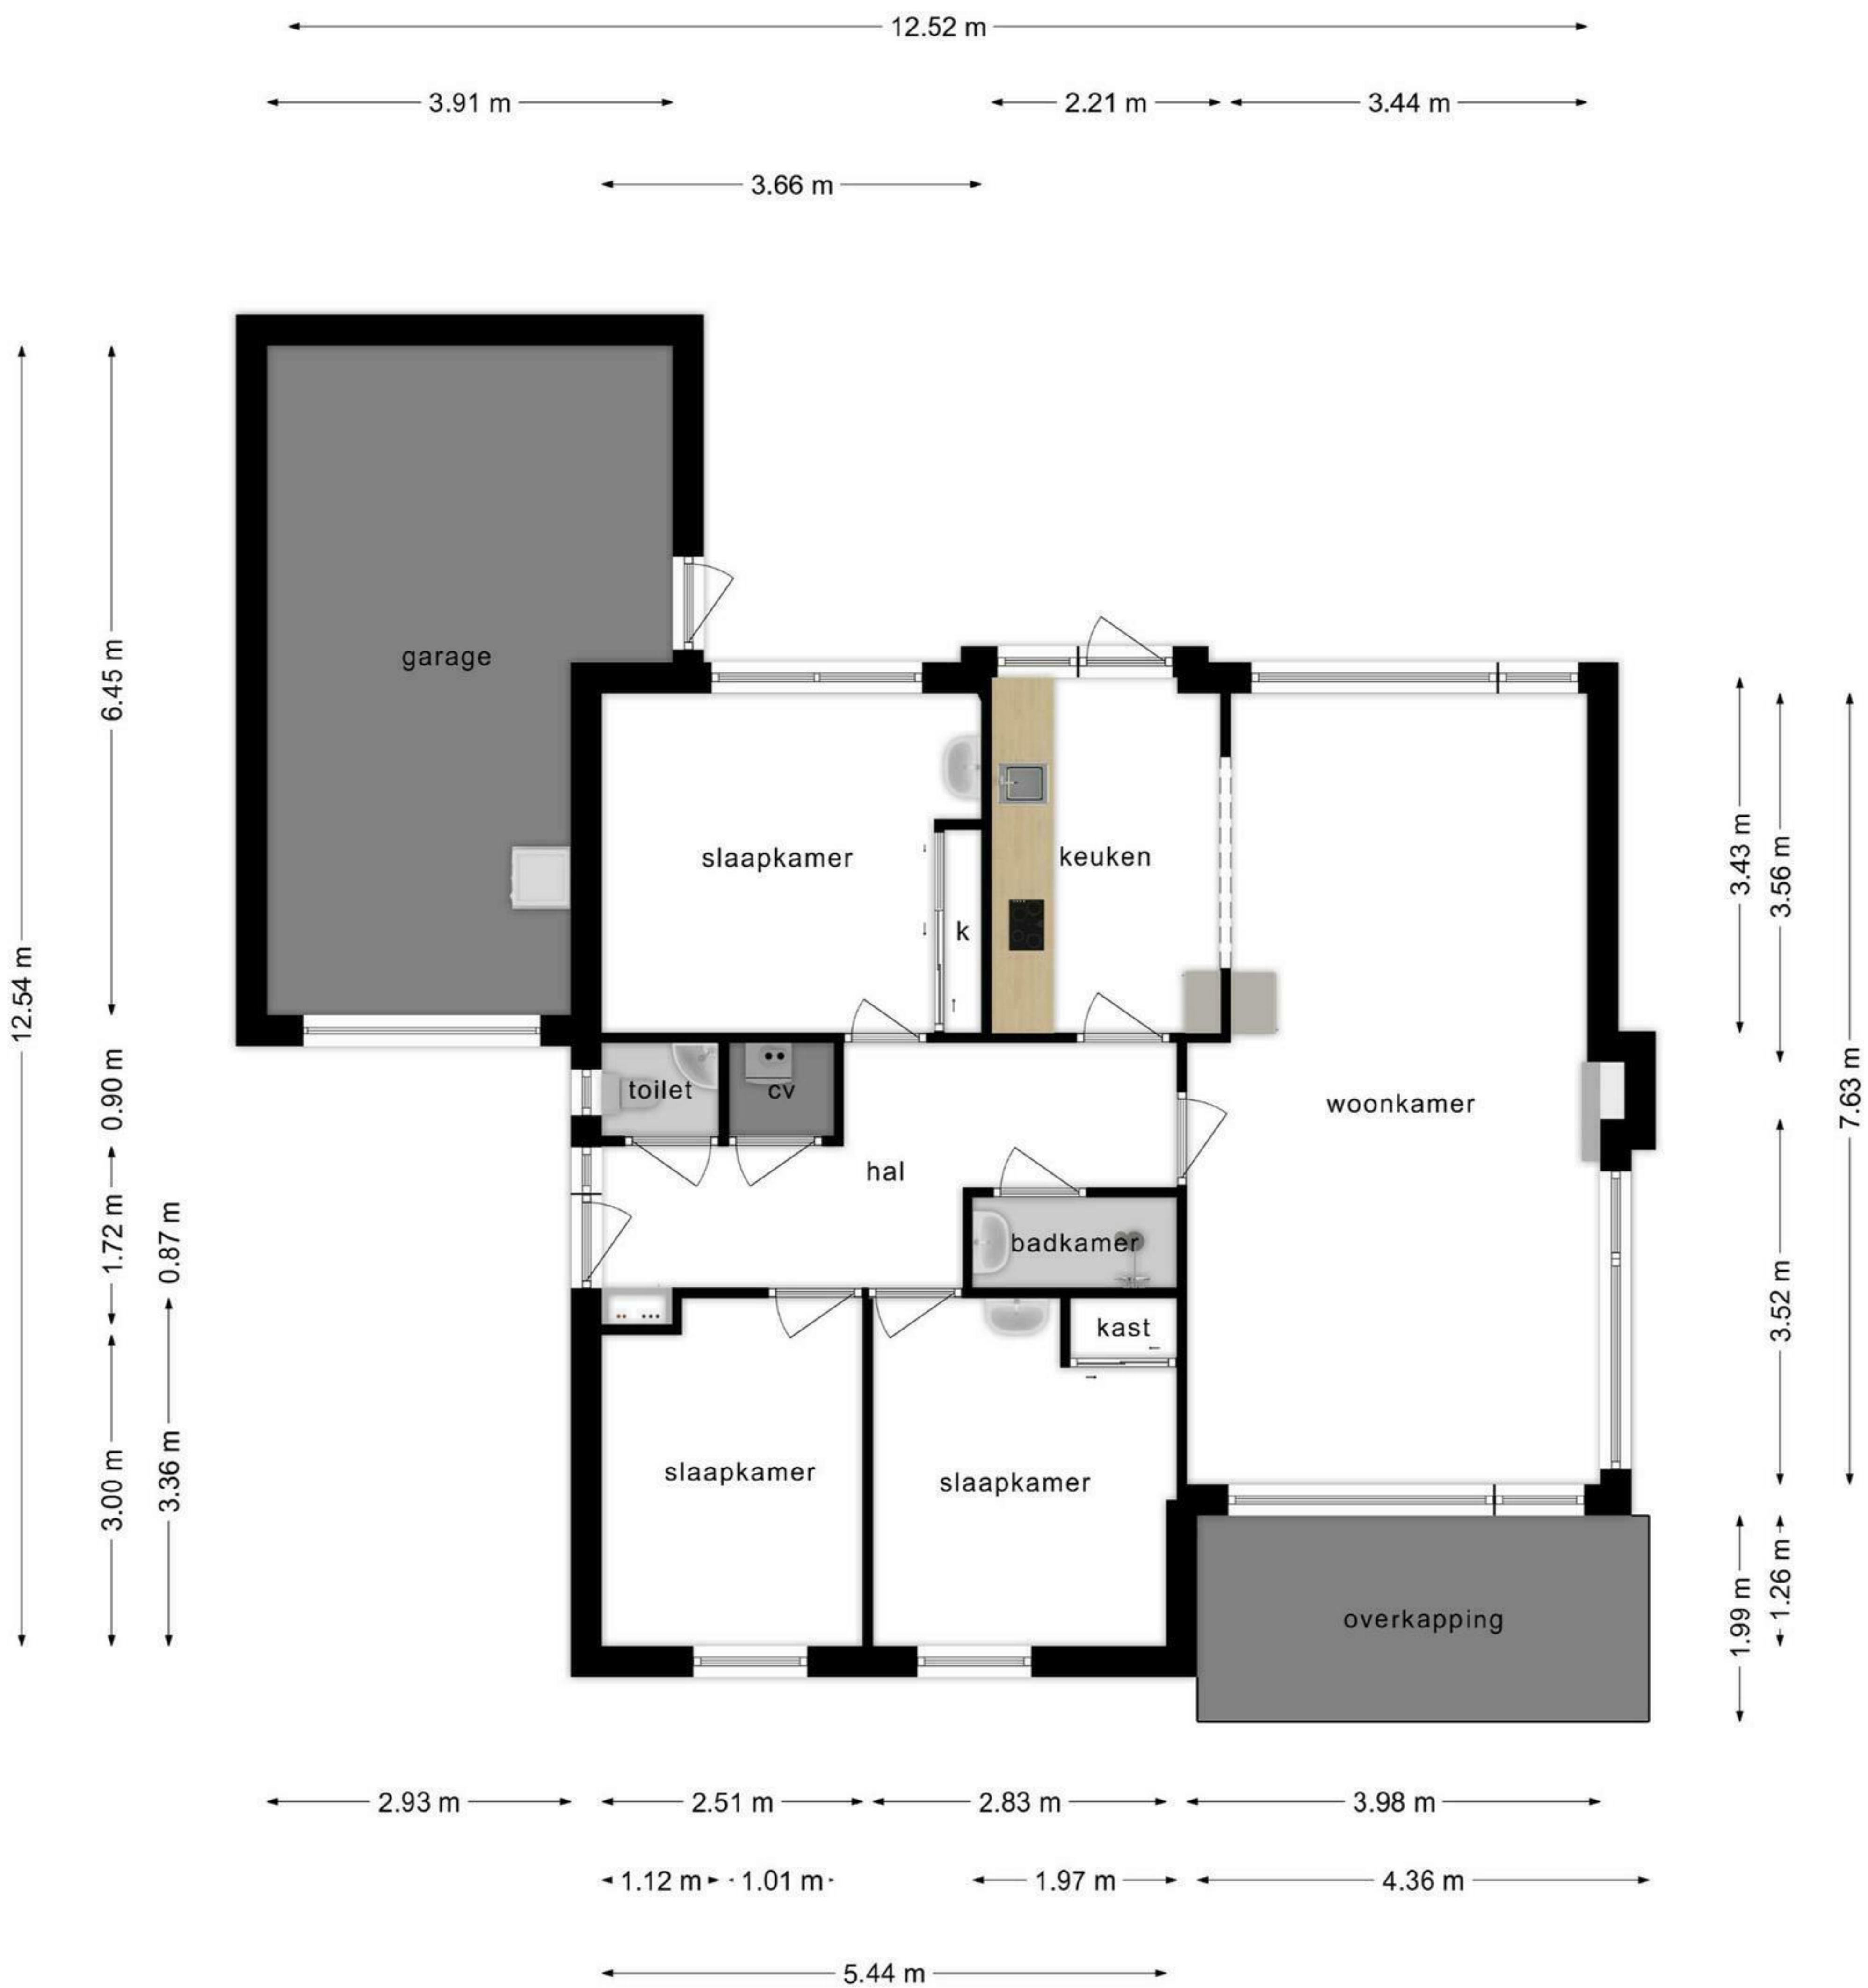 12.52 m
3.91 m
2.21 m
3.44 m
3.66 m
garage
slaapkamer
keuken
k
toilet
cv
woonkamer
hal
badkamer
kast
slaapkamer
slaapkamer
overkapping
12.54 m
6.45 m
0.90 m
1.72 m
0.87 m
3.00 m
3.36 m
3.43 m
3.56 m
7.63 m
3.52 m
1.99 m
1.26 m
2.93 m
2.51 m
2.83 m
3.98 m
1.12 m
1.01 m
1.97 m
4.36 m
5.44 m